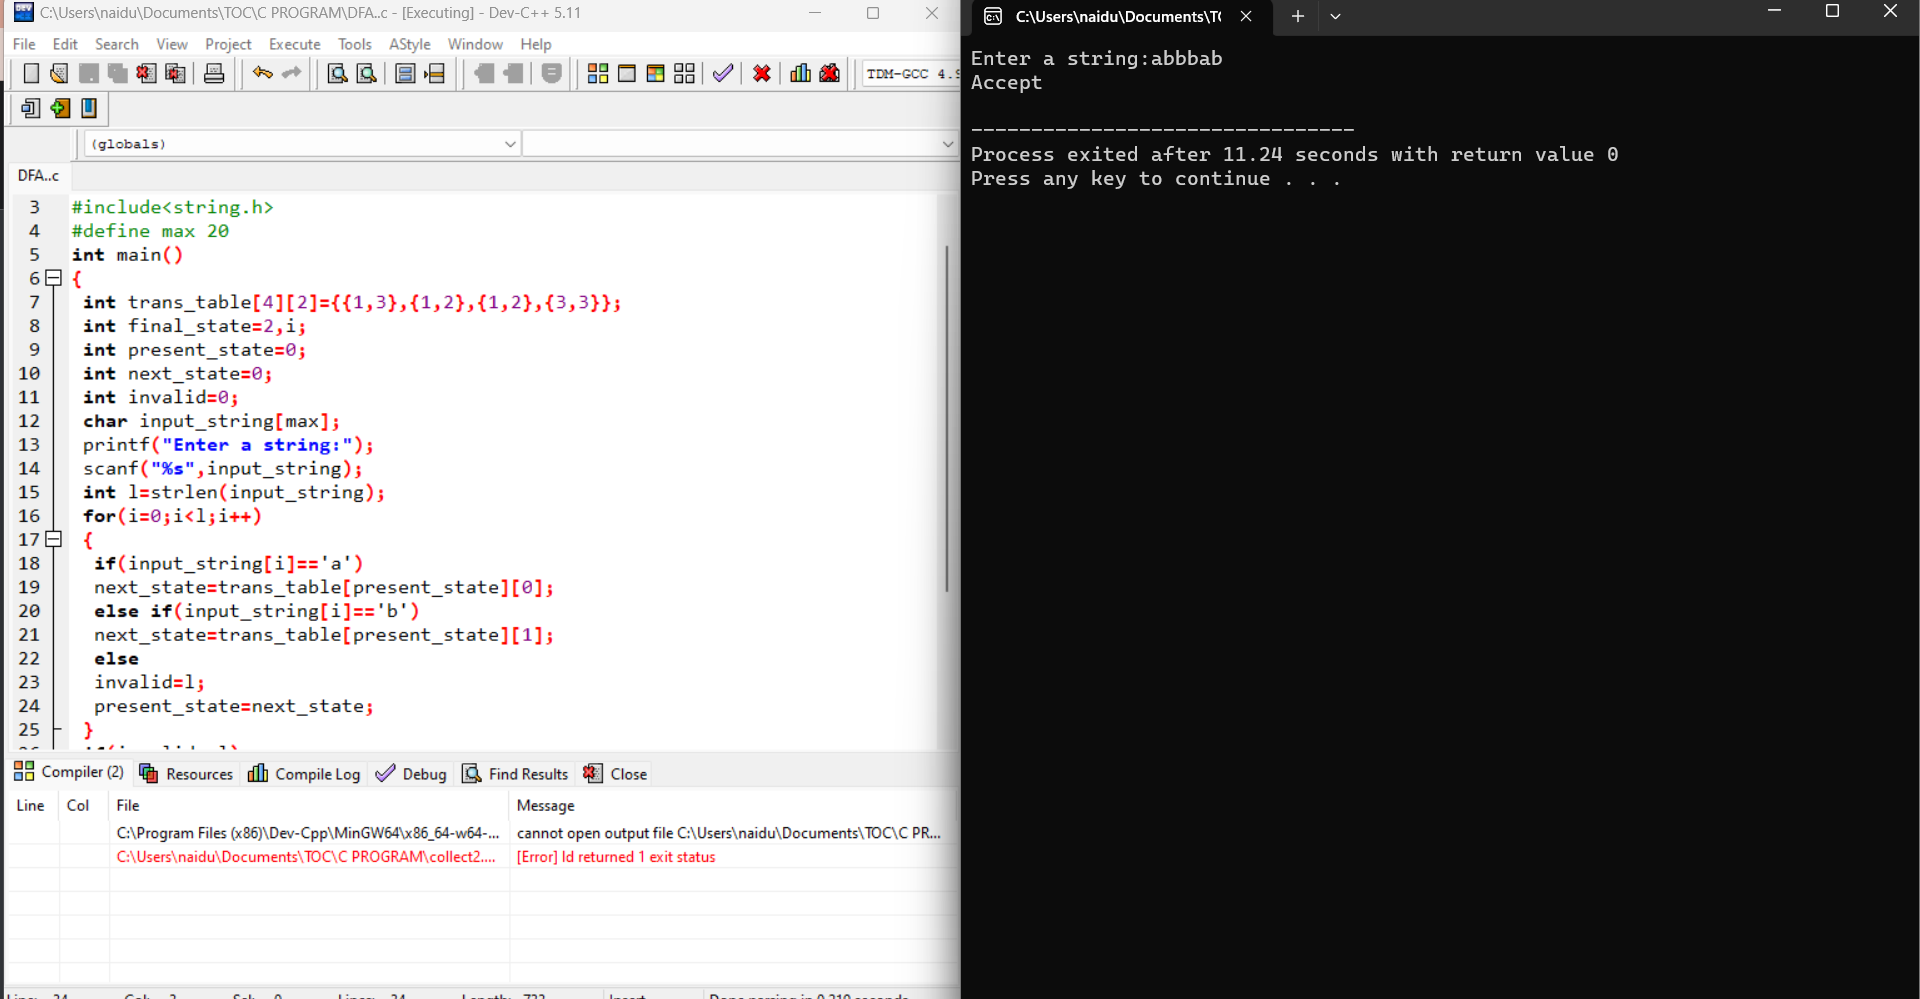 C:\Users\naidu\Documents\TOC\C PROGRAM\DFA..c - [Executing] - Dev-C++ 5.11
File Edit Search View Project Execute Tools AStyle Window Help
TDM-GCC 4.9
(globals)
DFA..c
3 #include<string.h>
4 #define max 20
5 int main()
6 {
7 int trans_table[4][2]={{1,3},{1,2},{1,2},{3,3}};
8 int final_state=2,i;
9 int present_state=0;
10 int next_state=0;
11 int invalid=0;
12 char input_string[max];
13 printf("Enter a string:");
14 scanf("%s",input_string);
15 int l=strlen(input_string);
16 for(i=0;i<l;i++)
17 {
18 if(input_string[i]=='a')
19 next_state=trans_table[present_state][0];
20 else if(input_string[i]=='b')
21 next_state=trans_table[present_state][1];
22 else
23 invalid=l;
24 present_state=next_state;
25 }
Compiler (2) Resources Compile Log Debug Find Results Close
Line Col File Message
C:\Program Files (x86)\Dev-Cpp\MinGW64\x86_64-w64-... cannot open output file C:\Users\naidu\Documents\TOC\C PR...
C:\Users\naidu\Documents\TOC\C PROGRAM\collect2.... [Error] ld returned 1 exit status
C:\Users\naidu\Documents\TC
Enter a string:abbbab
Accept
--------------------------------
Process exited after 11.24 seconds with return value 0
Press any key to continue . . .